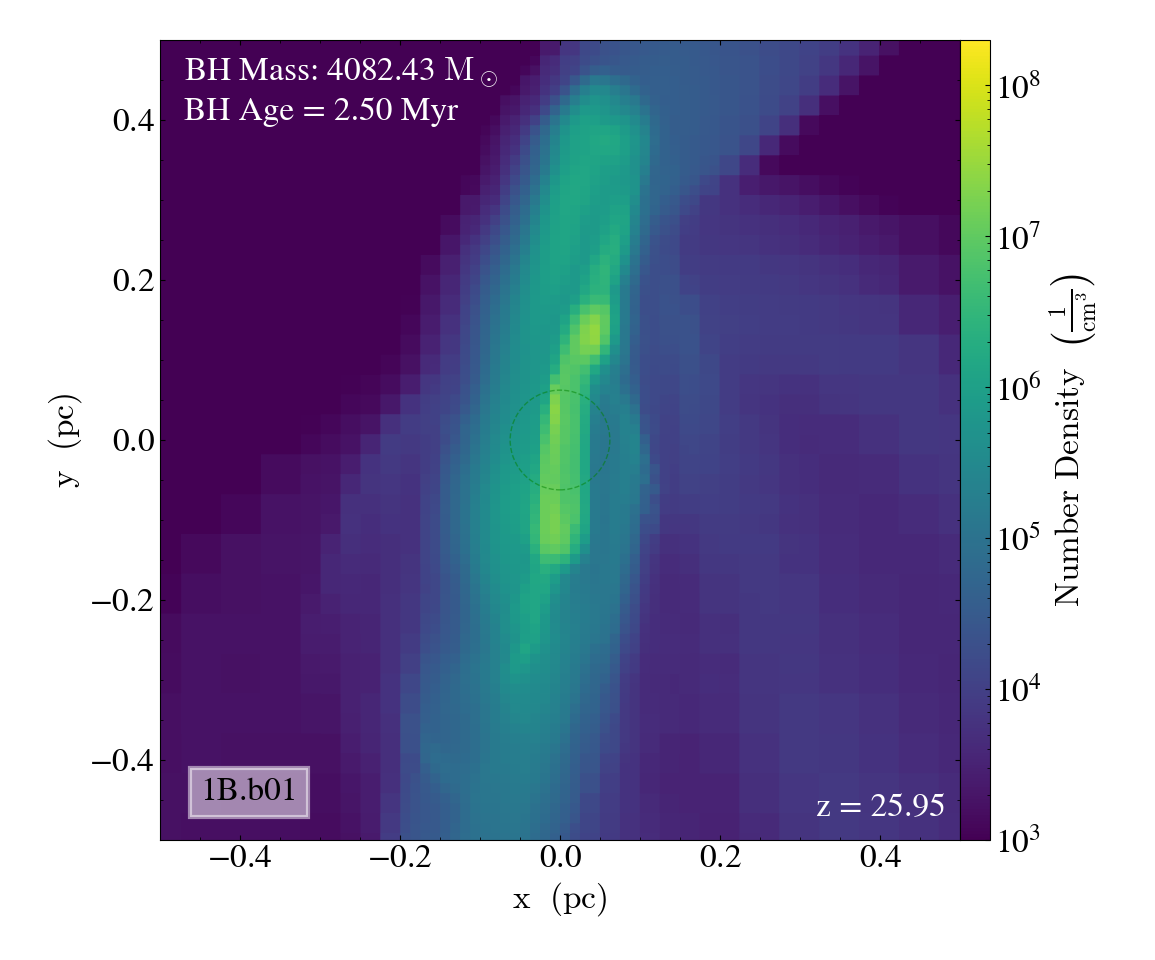 BH Mass: 4082.43 M☉
BH Age = 2.50 Myr
0.4
0.2
0.0
−0.2
−0.4
y (pc)
1B.b01
z = 25.95
−0.4 −0.2 0.0 0.2 0.4
x (pc)
10⁸
10⁷
10⁶
10⁵
10⁴
10³
Number Density (1/cm³)